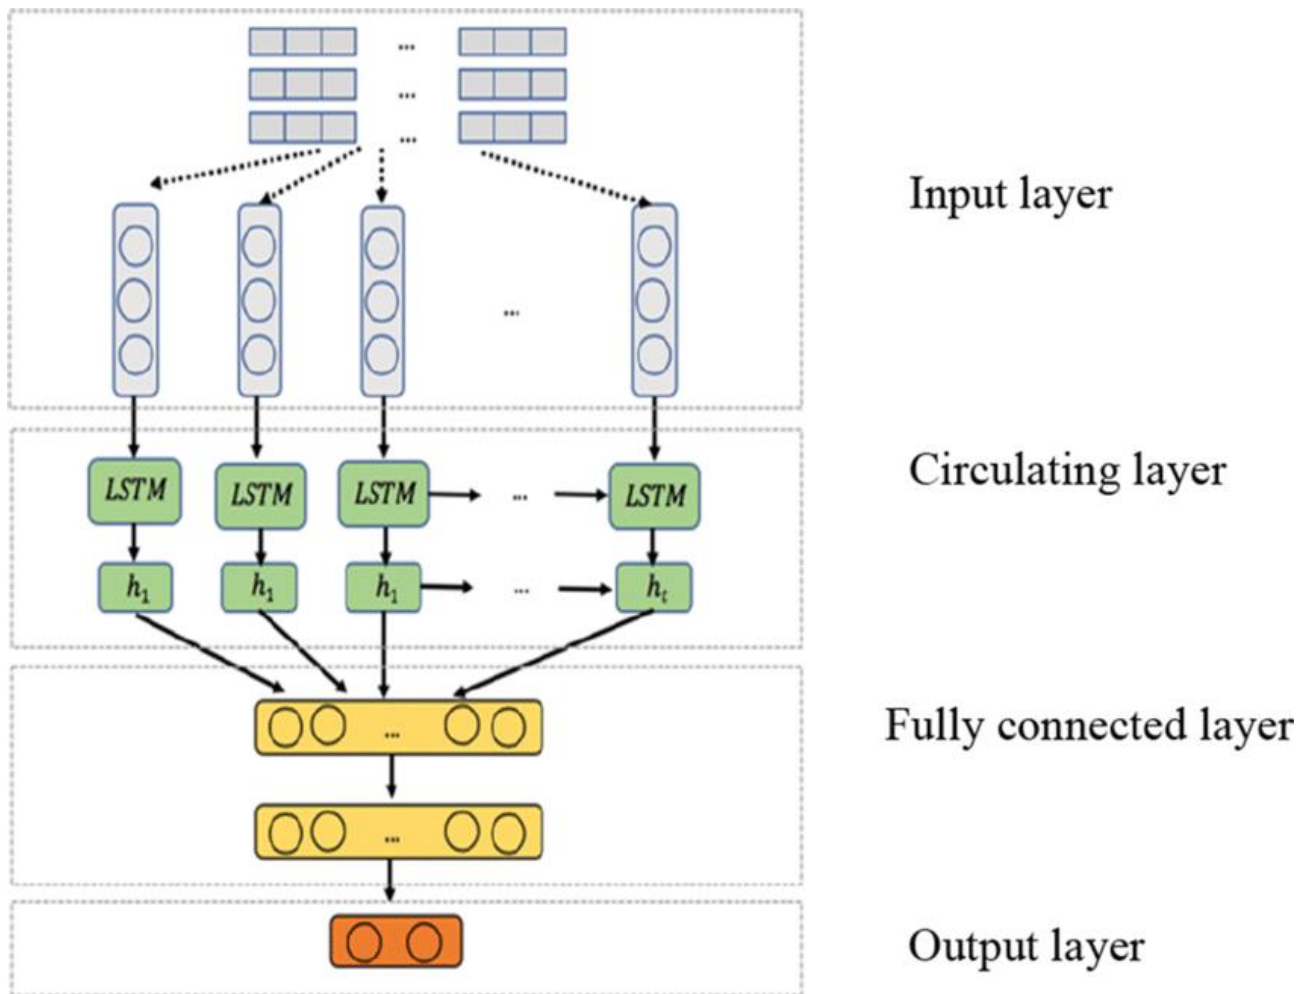 ...
...
...
Input layer
...
Circulating layer
LSTM LSTM LSTM ... LSTM
h₁ h₁ h₁ ... hₜ
Fully connected layer
...
...
Output layer